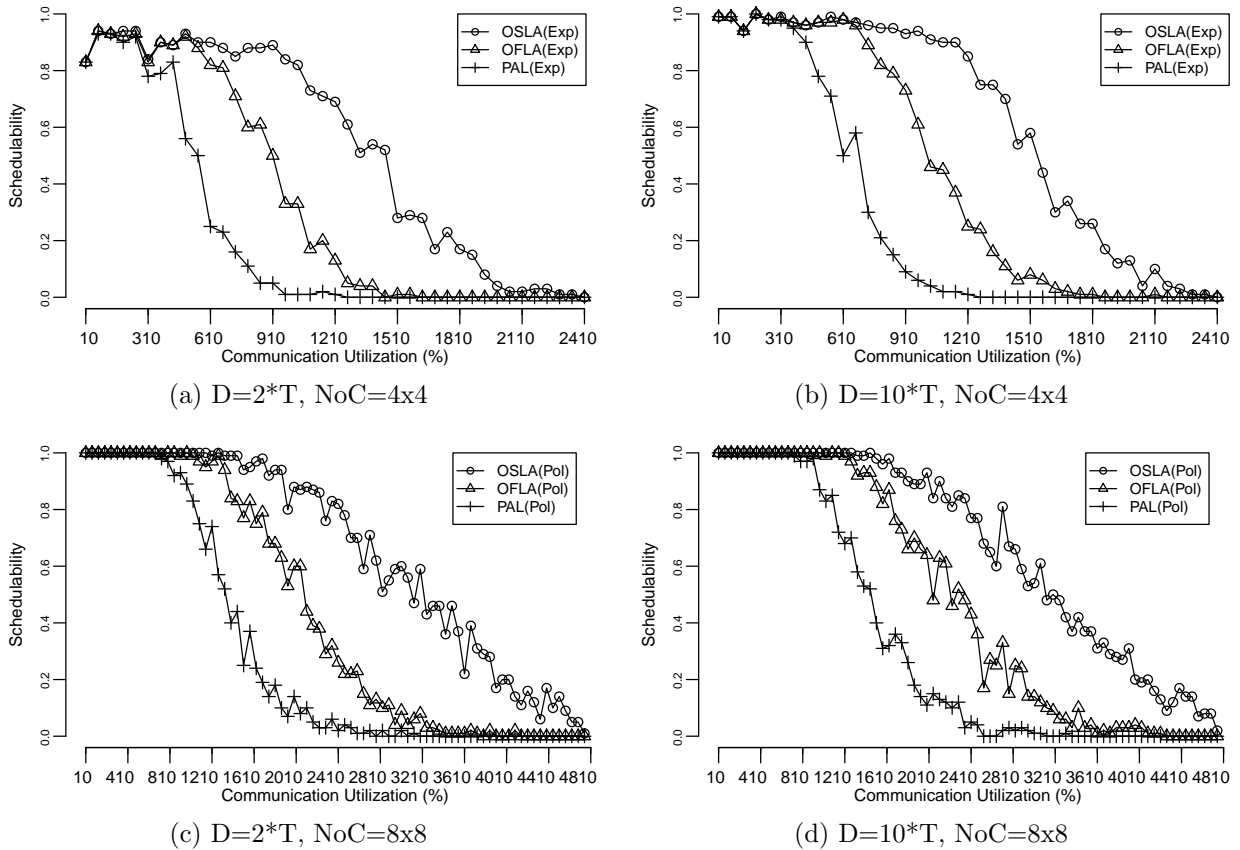 1.0
0.8
0.6
0.4
0.2
0.0
Schedulability
OSLA(Exp)
OFLA(Exp)
PAL(Exp)
10 310 610 910 1210 1510 1810 2110 2410
Communication Utilization (%)
(a) D=2*T, NoC=4x4
1.0
0.8
0.6
0.4
0.2
0.0
Schedulability
OSLA(Exp)
OFLA(Exp)
PAL(Exp)
10 310 610 910 1210 1510 1810 2110 2410
Communication Utilization (%)
(b) D=10*T, NoC=4x4
1.0
0.8
0.6
0.4
0.2
0.0
Schedulability
OSLA(Pol)
OFLA(Pol)
PAL(Pol)
10 410 810 1210 1610 2010 2410 2810 3210 3610 4010 4410 4810
Communication Utilization (%)
(c) D=2*T, NoC=8x8
1.0
0.8
0.6
0.4
0.2
0.0
Schedulability
OSLA(Pol)
OFLA(Pol)
PAL(Pol)
10 410 810 1210 1610 2010 2410 2810 3210 3610 4010 4410 4810
Communication Utilization (%)
(d) D=10*T, NoC=8x8